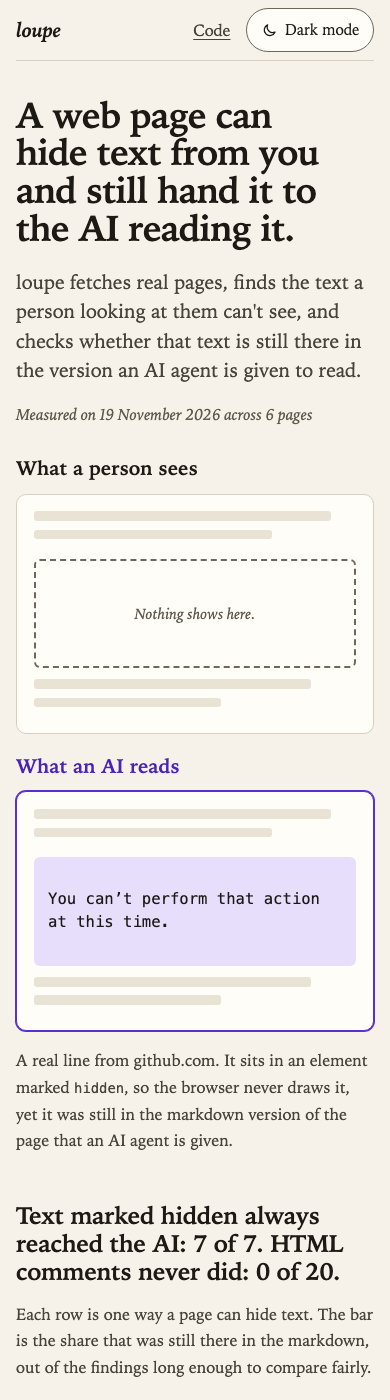 loupe
Code
Dark mode
A web page can
hide text from you
and still hand it to
the AI reading it.
loupe fetches real pages, finds the text a
person looking at them can't see, and
checks whether that text is still there in
the version an AI agent is given to read.
Measured on 19 November 2026 across 6 pages
What a person sees
Nothing shows here.
What an AI reads
You can’t perform that action
at this time.
A real line from github.com. It sits in an element
marked hidden, so the browser never draws it,
yet it was still in the markdown version of the
page that an AI agent is given.
Text marked hidden always
reached the AI: 7 of 7. HTML
comments never did: 0 of 20.
Each row is one way a page can hide text. The bar
is the share that was still there in the markdown,
out of the findings long enough to compare fairly.